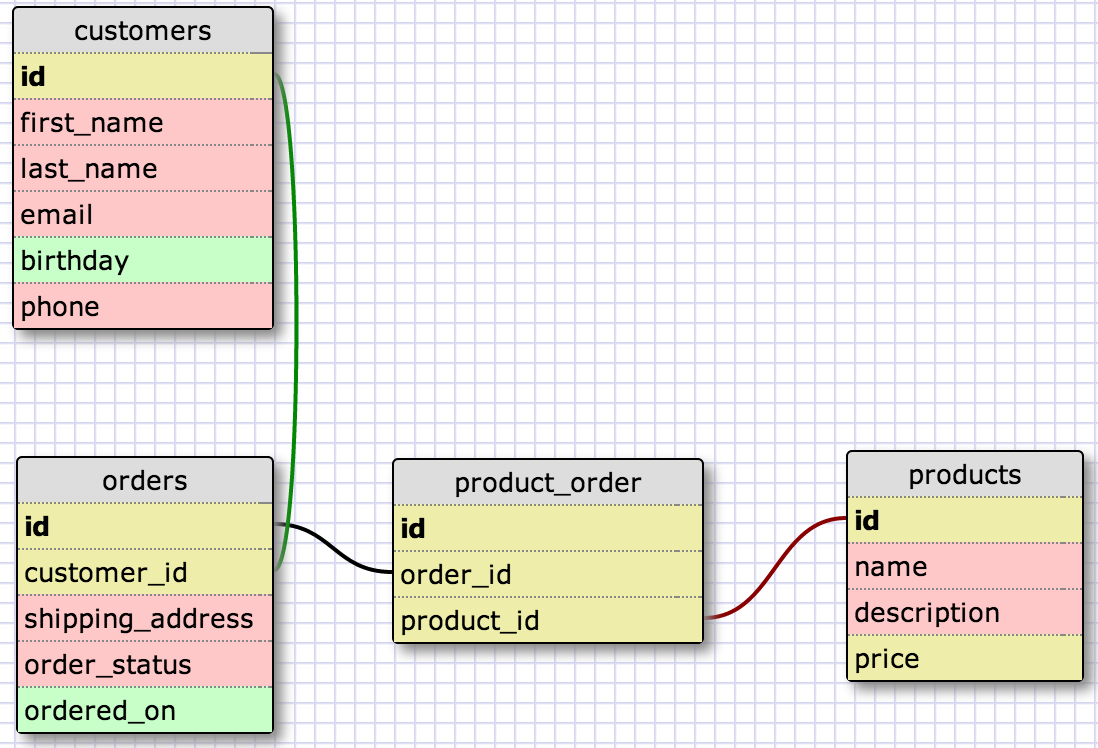 customers
id
first_name
last_name
email
birthday
phone
orders
id
customer_id
shipping_address
order_status
ordered_on
product_order
id
order_id
product_id
products
id
name
description
price